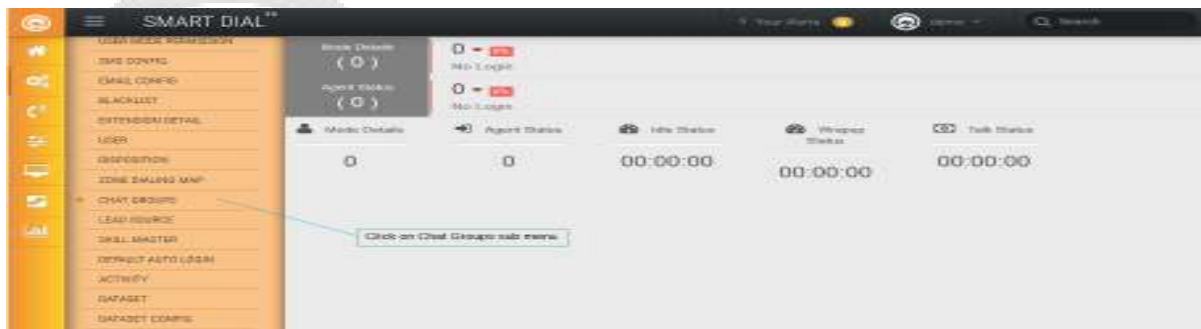 SMART DIAL
Your Alerts
Search
USER MODE PERMISSION
SMS CONFIG
EMAIL CONFIG
BLACKLIST
EXTENSION DETAIL
USER
DISPOSITION
ZONE DIALING MAP
CHAT GROUPS
LEAD SOURCE
SKILL MASTER
DEFAULT AUTO LOGIN
ACTIVITY
DATASET
DATASET CONFIG
Mode Details
( 0 )
0 -
No Login
Agent Status
( 0 )
0 -
No Login
Mode Details
0
Agent Status
0
Idle Status
00:00:00
Wrapup
Status
00:00:00
Talk Status
00:00:00
Click on Chat Groups sub menu